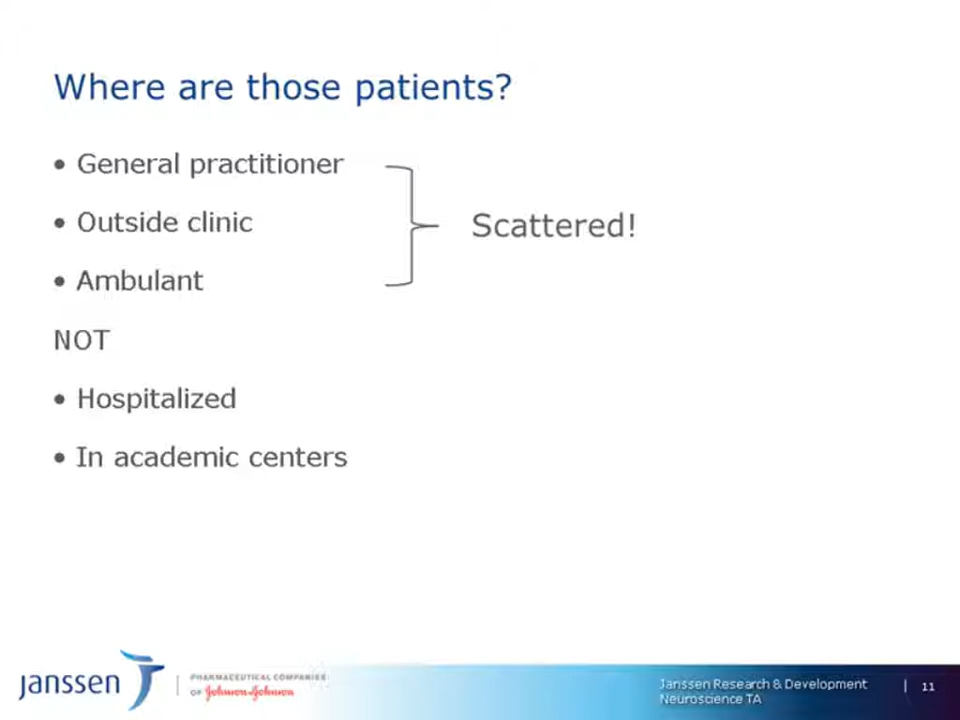 Where are those patients?
• General practitioner
• Outside clinic
• Ambulant
Scattered!
NOT
• Hospitalized
• In academic centers
janssen
PHARMACEUTICAL COMPANIES
OF Johnson & Johnson
Janssen Research & Development
Neuroscience TA
| 11